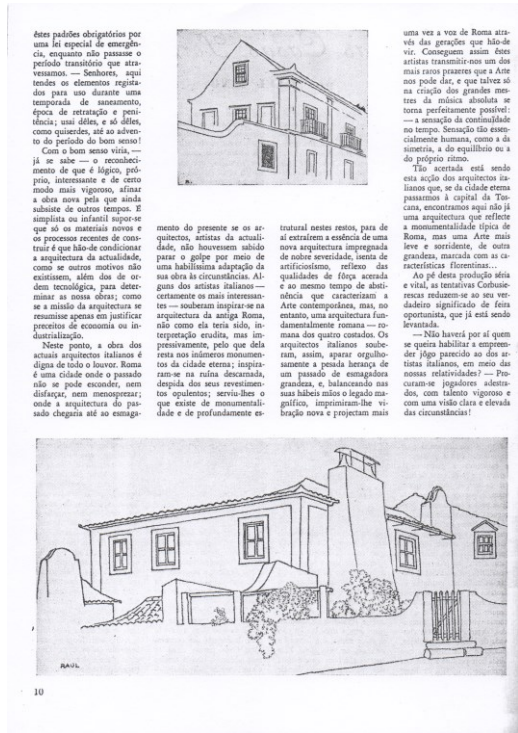 êstes padrões obrigatórios por
uma lei especial de emergên-
cia, enquanto não passasse o
período transitório que atra-
vessamos. — Senhores, aqui
tendes os elementos regista-
dos para uso durante uma
temporada de saneamento,
época de retratação e peni-
tência; usai dêles, e só dêles,
como quiserdes, até ao adven-
to do período do bom senso!
Com o bom senso viria, —
já se sabe — o reconheci-
mento de que é lógico, pró-
prio, interessante e de certo
modo mais vigoroso, afinar
a obra nova pela que ainda
subsiste de outros tempos. É
simplista ou infantil supor-se
que só os materiais novos e
os processos recentes de cons-
truir é que hão-de condicionar
a arquitectura da actualidade,
como se outros motivos não
existissem, além dos de or-
dem tecnológica, para deter-
minar as nossas obras; como
se a missão da arquitectura se
resumisse apenas em justificar
preceitos de economia ou in-
dustrialização.
Neste ponto, a obra dos
actuais arquitectos italianos é
digna de todo o louvor. Roma
é uma cidade onde o passado
não se pode esconder, nem
disfarçar, nem menosprezar;
onde a arquitectura do pas-
sado chegaria até ao esmaga-
mento do presente se os ar-
quitectos, artistas da actuali-
dade, não houvessem sabido
parar o golpe por meio de
uma habilíssima adaptação da
sua obra às circunstâncias. Al-
guns dos artistas italianos —
certamente os mais interessan-
tes — souberam inspirar-se na
arquitectura da antiga Roma,
não como ela teria sido, in-
terpretação erudita, mas im-
pressivamente, pelo que dela
resta nos inúmeros monumen-
tos da cidade eterna; inspira-
ram-se na ruína descarnada,
despida dos seus revestimen-
tos opulentos; serviu-lhes o
que existe de monumentali-
dade e de profundamente es-
trutural nestes restos, para de
aí extraírem a essência de uma
nova arquitectura impregnada
de nobre severidade, isenta de
artificiosismo, reflexo das
qualidades de fôrça acerada
e ao mesmo tempo de absti-
nência que caracterizam a
Arte contemporânea, mas, no
entanto, uma arquitectura fun-
damentalmente romana — ro-
mana dos quatro costados. Os
arquitectos italianos soube-
ram, assim, aparar orgulho-
samente a pesada herança de
um passado de esmagadora
grandeza, e, balanceando nas
suas hábeis mãos o legado ma-
gnífico, imprimiram-lhe vi-
bração nova e projectam mais
uma vez a voz de Roma atra-
vés das gerações que hão-de
vir. Conseguem assim êstes
artistas transmitir-nos um dos
mais raros prazeres que a Arte
nos pode dar, e que talvez só
na criação dos grandes mes-
tres da música absoluta se
torna perfeitamente possível:
— a sensação da continuidade
no tempo. Sensação tão essen-
cialmente humana, como a da
simetria, a do equilíbrio ou a
do próprio ritmo.
Tão acertada está sendo
esta acção dos arquitectos ita-
lianos que, se da cidade eterna
passarmos à capital da Tos-
cana, encontramos aqui não já
uma arquitectura que reflecte
a monumentalidade típica de
Roma, mas uma Arte mais
leve e sorridente, de outra
grandeza, marcada com as ca-
racterísticas florentinas...
Ao pé desta produção séria
e vital, as tentativas Corbusie-
rescas reduzem-se ao seu ver-
dadeiro significado de feira
oportunista, que já está sendo
levantada.
— Não haverá por aí quem
se queira habilitar a empreen-
der jôgo parecido ao dos ar-
tistas italianos, em meio das
nossas relatividades? — Pro-
curam-se jogadores adestra-
dos, com talento vigoroso e
com uma visão clara e elevada
das circunstâncias!
R.
RAUL
10